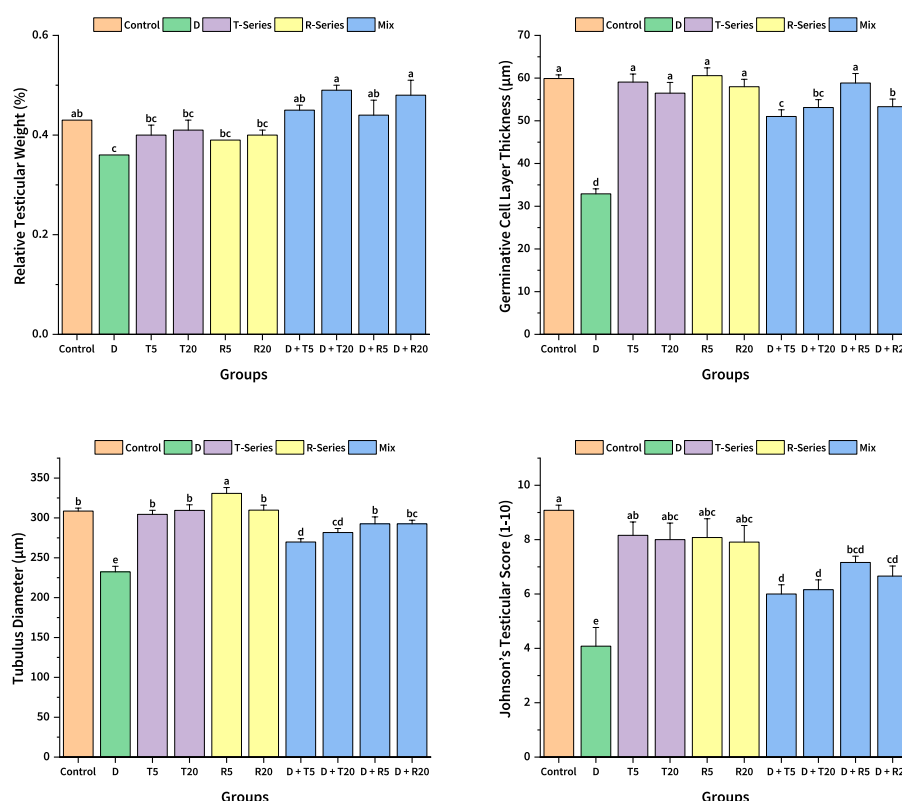 Control D T-Series R-Series Mix
Relative Testicular Weight (%)
0.6
0.4
0.2
0.0
ab c bc bc bc bc ab a ab a
Control D T5 T20 R5 R20 D + T5 D + T20 D + R5 D + R20
Groups
Control D T-Series R-Series Mix
Germinative Cell Layer Thickness (µm)
70
60
50
40
30
20
10
0
a d a a a a c bc a b
Control D T5 T20 R5 R20 D + T5 D + T20 D + R5 D + R2
Groups
Control D T-Series R-Series Mix
Tubulus Diameter (µm)
350
300
250
200
150
100
50
0
b e b b a b d cd b bc
Control D T5 T20 R5 R20 D + T5 D + T20 D + R5 D + R20
Groups
Control D T-Series R-Series Mix
Johnson's Testicular Score (1-10)
10
8
6
4
2
0
a e ab abc abc abc d d bcd cd
Control D T5 T20 R5 R20 D + T5 D + T20 D + R5 D + R20
Groups